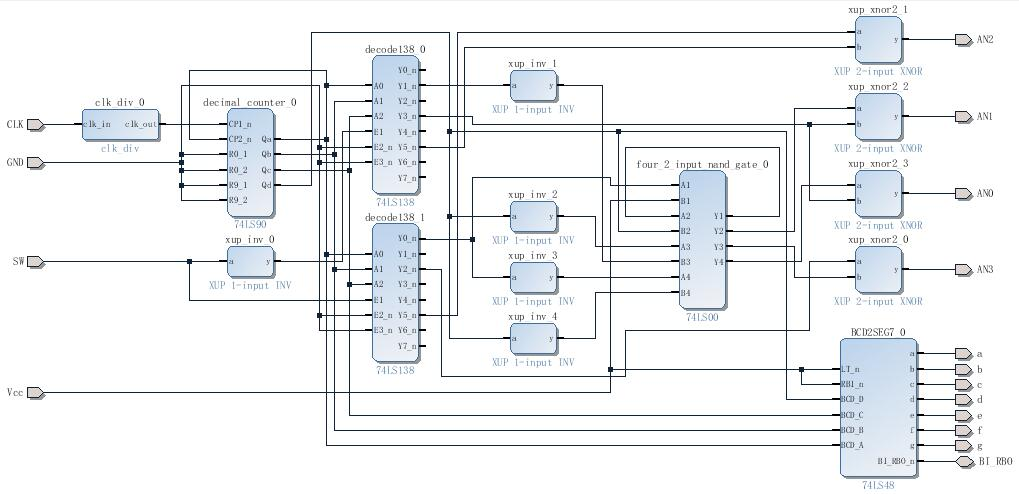 xup_xnor2_1
a
b
y
AN2
XUP 2-input XNOR
decode138_0
Y0_n
A0 Y1_n
A1 Y2_n
A2 Y3_n
E1 Y4_n
E2_n Y5_n
E3_n Y6_n
Y7_n
74LS138
xup_inv_1
a y
XUP 1-input INV
xup_xnor2_2
a
b
y
AN1
XUP 2-input XNOR
clk_div_0
CLK
clk_in clk_out
clk_div
decimal_counter_0
CP1_n
CP2_n Qa
R0_1 Qb
R0_2 Qc
R9_1 Qd
R9_2
74LS90
GND
four_2_input_nand_gate_0
A1
B1
A2 Y1
B2 Y2
A3 Y3
B3 Y4
A4
B4
74LS00
xup_xnor2_3
a
b
y
AN0
XUP 2-input XNOR
xup_inv_2
a y
XUP 1-input INV
decode138_1
Y0_n
A0 Y1_n
A1 Y2_n
A2 Y3_n
E1 Y4_n
E2_n Y5_n
E3_n Y6_n
Y7_n
74LS138
xup_inv_0
SW
a y
XUP 1-input INV
xup_inv_3
a y
XUP 1-input INV
xup_xnor2_0
a
b
y
AN3
XUP 2-input XNOR
xup_inv_4
a y
XUP 1-input INV
Vcc
BCD2SEG7_0
a a
LT_n b b
RBI_n c c
BCD_D d d
BCD_C e e
BCD_B f f
BCD_A g g
BI_RBO_n BI_RBO
74LS48